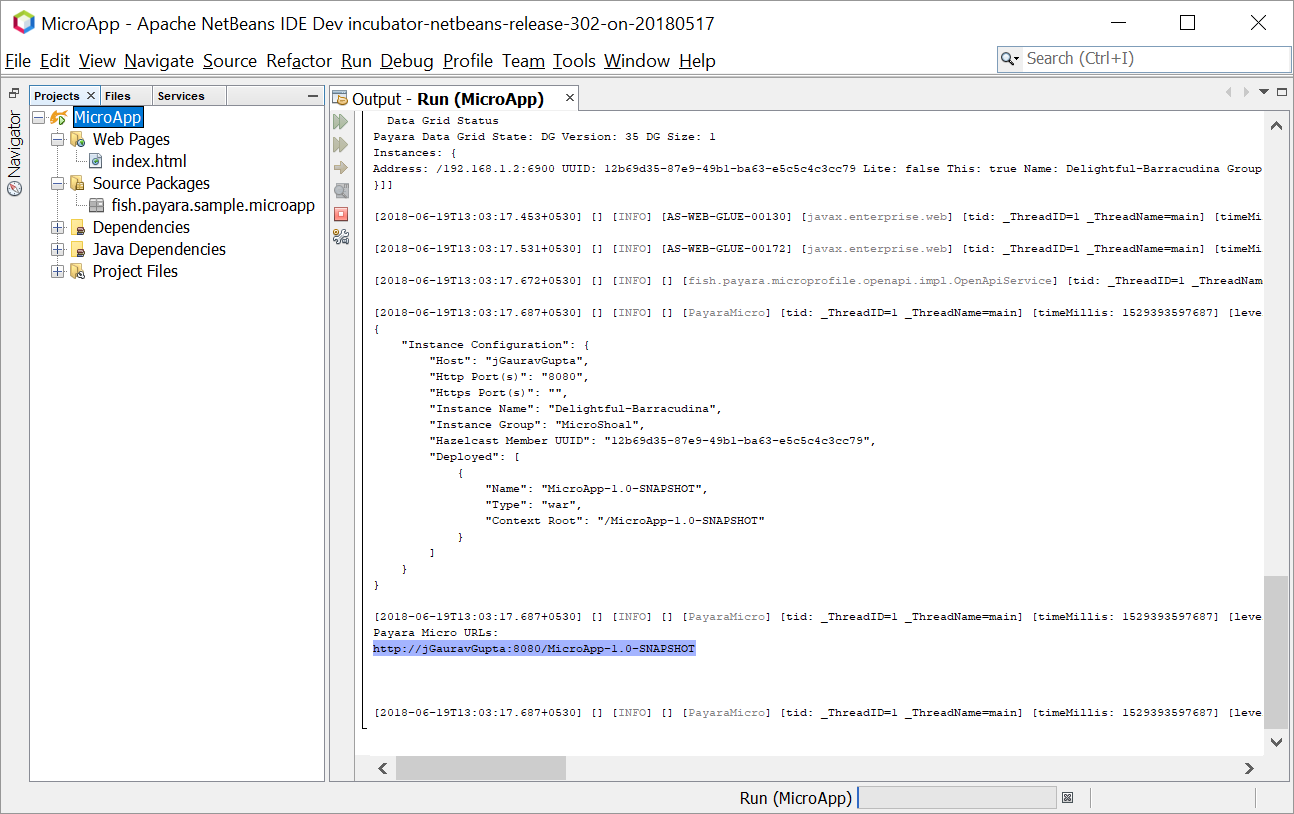 MicroApp - Apache NetBeans IDE Dev incubator-netbeans-release-302-on-20180517
File Edit View Navigate Source Refactor Run Debug Profile Team Tools Window Help
Search (Ctrl+I)
Navigator
Projects Files Services
MicroApp
Web Pages
index.html
Source Packages
fish.payara.sample.microapp
Dependencies
Java Dependencies
Project Files
Output - Run (MicroApp)
Data Grid Status
Payara Data Grid State: DG Version: 35 DG Size: 1
Instances: {
Address: /192.168.1.2:6900 UUID: 12b69d35-87e9-49b1-ba63-e5c5c4c3cc79 Lite: false This: true Name: Delightful-Barracudina Group
}]]
[2018-06-19T13:03:17.453+0530] [] [INFO] [AS-WEB-GLUE-00130] [javax.enterprise.web] [tid: _ThreadID=1 _ThreadName=main] [timeMi
[2018-06-19T13:03:17.531+0530] [] [INFO] [AS-WEB-GLUE-00172] [javax.enterprise.web] [tid: _ThreadID=1 _ThreadName=main] [timeMi
[2018-06-19T13:03:17.672+0530] [] [INFO] [] [fish.payara.microprofile.openapi.impl.OpenApiService] [tid: _ThreadID=1 _ThreadNam
[2018-06-19T13:03:17.687+0530] [] [INFO] [] [PayaraMicro] [tid: _ThreadID=1 _ThreadName=main] [timeMillis: 1529393597687] [leve
{
"Instance Configuration": {
"Host": "jGauravGupta",
"Http Port(s)": "8080",
"Https Port(s)": "",
"Instance Name": "Delightful-Barracudina",
"Instance Group": "MicroShoal",
"Hazelcast Member UUID": "12b69d35-87e9-49b1-ba63-e5c5c4c3cc79",
"Deployed": [
{
"Name": "MicroApp-1.0-SNAPSHOT",
"Type": "war",
"Context Root": "/MicroApp-1.0-SNAPSHOT"
}
]
}
}
[2018-06-19T13:03:17.687+0530] [] [INFO] [] [PayaraMicro] [tid: _ThreadID=1 _ThreadName=main] [timeMillis: 1529393597687] [leve
Payara Micro URLs:
http://jGauravGupta:8080/MicroApp-1.0-SNAPSHOT
[2018-06-19T13:03:17.687+0530] [] [INFO] [] [PayaraMicro] [tid: _ThreadID=1 _ThreadName=main] [timeMillis: 1529393597687] [leve
Run (MicroApp)